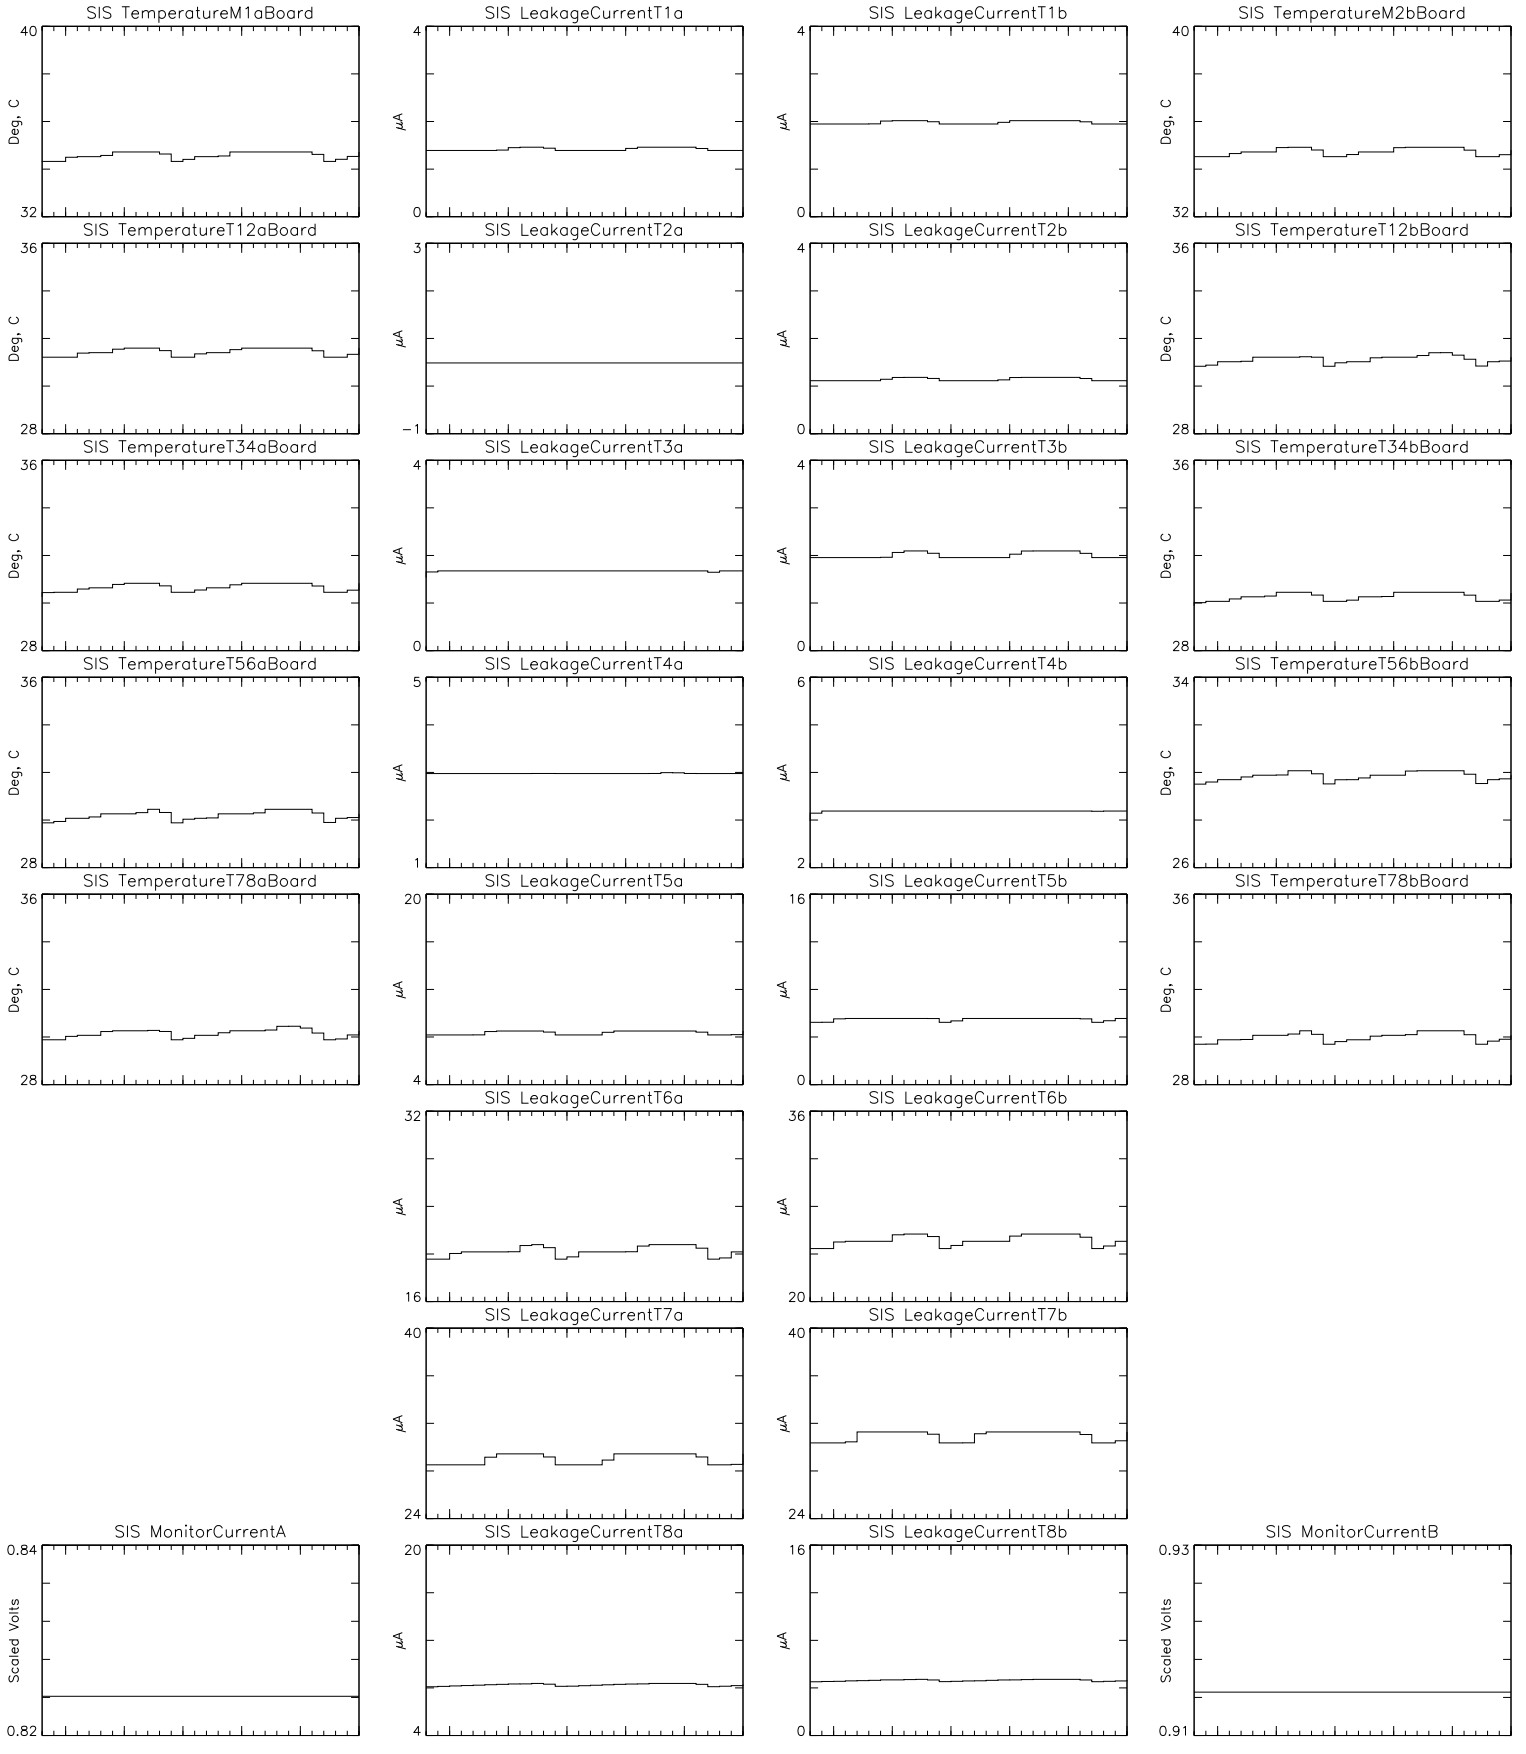 SIS TemperatureM1aBoard
SIS LeakageCurrentT1a
SIS LeakageCurrentT1b
SIS TemperatureM2bBoard
40
Deg, C
32
4
μA
0
4
μA
0
40
Deg, C
32
SIS TemperatureT12aBoard
SIS LeakageCurrentT2a
SIS LeakageCurrentT2b
SIS TemperatureT12bBoard
36
Deg, C
28
3
μA
-1
4
μA
0
36
Deg, C
28
SIS TemperatureT34aBoard
SIS LeakageCurrentT3a
SIS LeakageCurrentT3b
SIS TemperatureT34bBoard
36
Deg, C
28
4
μA
0
4
μA
0
36
Deg, C
28
SIS TemperatureT56aBoard
SIS LeakageCurrentT4a
SIS LeakageCurrentT4b
SIS TemperatureT56bBoard
36
Deg, C
28
5
μA
1
6
μA
2
34
Deg, C
26
SIS TemperatureT78aBoard
SIS LeakageCurrentT5a
SIS LeakageCurrentT5b
SIS TemperatureT78bBoard
36
Deg, C
28
20
μA
4
16
μA
0
36
Deg, C
28
SIS LeakageCurrentT6a
SIS LeakageCurrentT6b
32
μA
16
36
μA
20
SIS LeakageCurrentT7a
SIS LeakageCurrentT7b
40
μA
24
40
μA
24
SIS MonitorCurrentA
SIS LeakageCurrentT8a
SIS LeakageCurrentT8b
SIS MonitorCurrentB
0.84
Scaled Volts
0.82
20
μA
4
16
μA
0
0.93
Scaled Volts
0.91